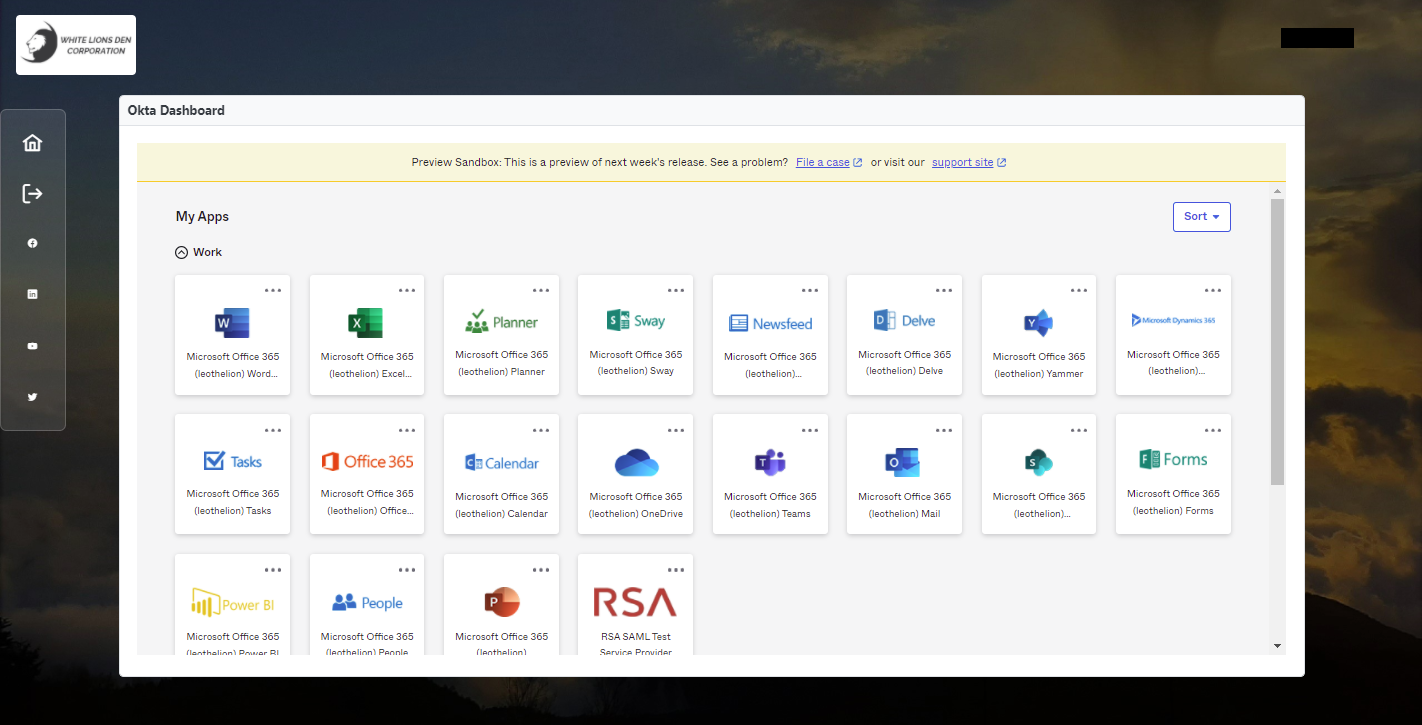 WHITE LIONS DEN
CORPORATION
Okta Dashboard
Preview Sandbox: This is a preview of next week's release. See a problem? File a case or visit our support site
My Apps
Sort
Work
W
X
Planner
S
Sway
Newsfeed
D
Delve
Y
Microsoft Dynamics 365
Microsoft Office 365
(leothelion) Word...
Microsoft Office 365
(leothelion) Excel...
Microsoft Office 365
(leothelion) Planner
Microsoft Office 365
(leothelion) Sway
Microsoft Office 365
(leothelion)...
Microsoft Office 365
(leothelion) Delve
Microsoft Office 365
(leothelion) Yammer
Microsoft Office 365
(leothelion)...
Tasks
Office 365
C
Calendar
T
O
S
F
Forms
Microsoft Office 365
(leothelion) Tasks
Microsoft Office 365
(leothelion) Office...
Microsoft Office 365
(leothelion) Calendar
Microsoft Office 365
(leothelion) OneDrive
Microsoft Office 365
(leothelion) Teams
Microsoft Office 365
(leothelion) Mail
Microsoft Office 365
(leothelion)...
Microsoft Office 365
(leothelion) Forms
Power BI
People
P
RSA
Microsoft Office 365
(leothelion) Power BI
Microsoft Office 365
(leothelion) People
Microsoft Office 365
(leothelion)
RSA SAML Test
Service Provider